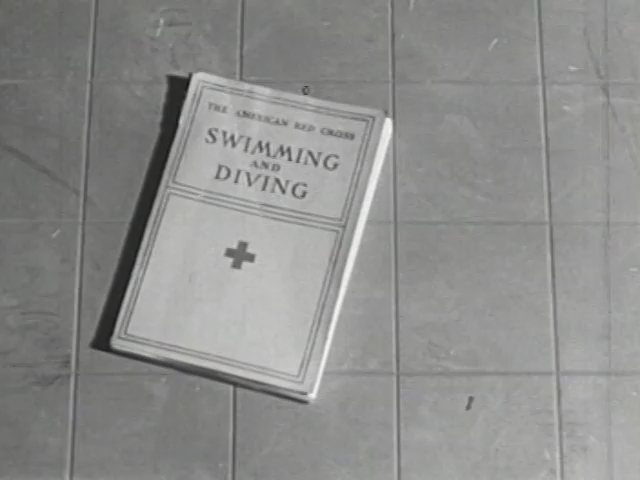 ©
THE AMERICAN RED CROSS
SWIMMING
AND
DIVING